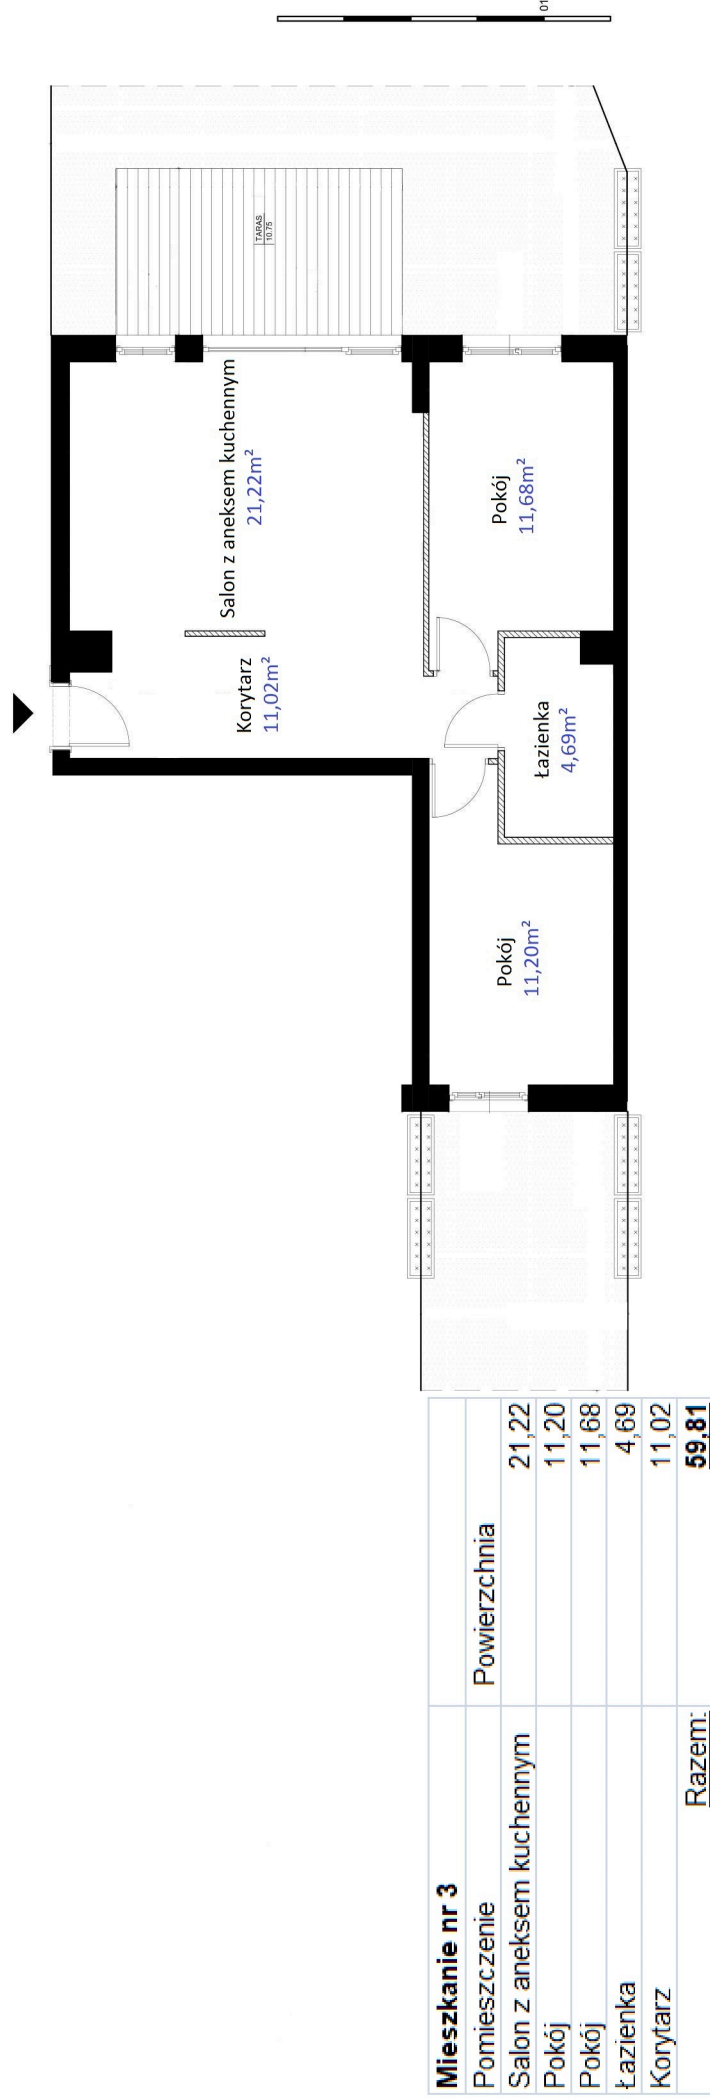 01
TARAS
10.75
Salon z aneksem kuchennym
21,22m²
Pokój
11,68m²
Korytarz
11,02m²
Łazienka
4,69m²
Pokój
11,20m²
Mieszkanie nr 3
Pomieszczenie Powierzchnia
Salon z aneksem kuchennym 21,22
Pokój 11,20
Pokój 11,68
Łazienka 4,69
Korytarz 11,02
Razem: 59,81